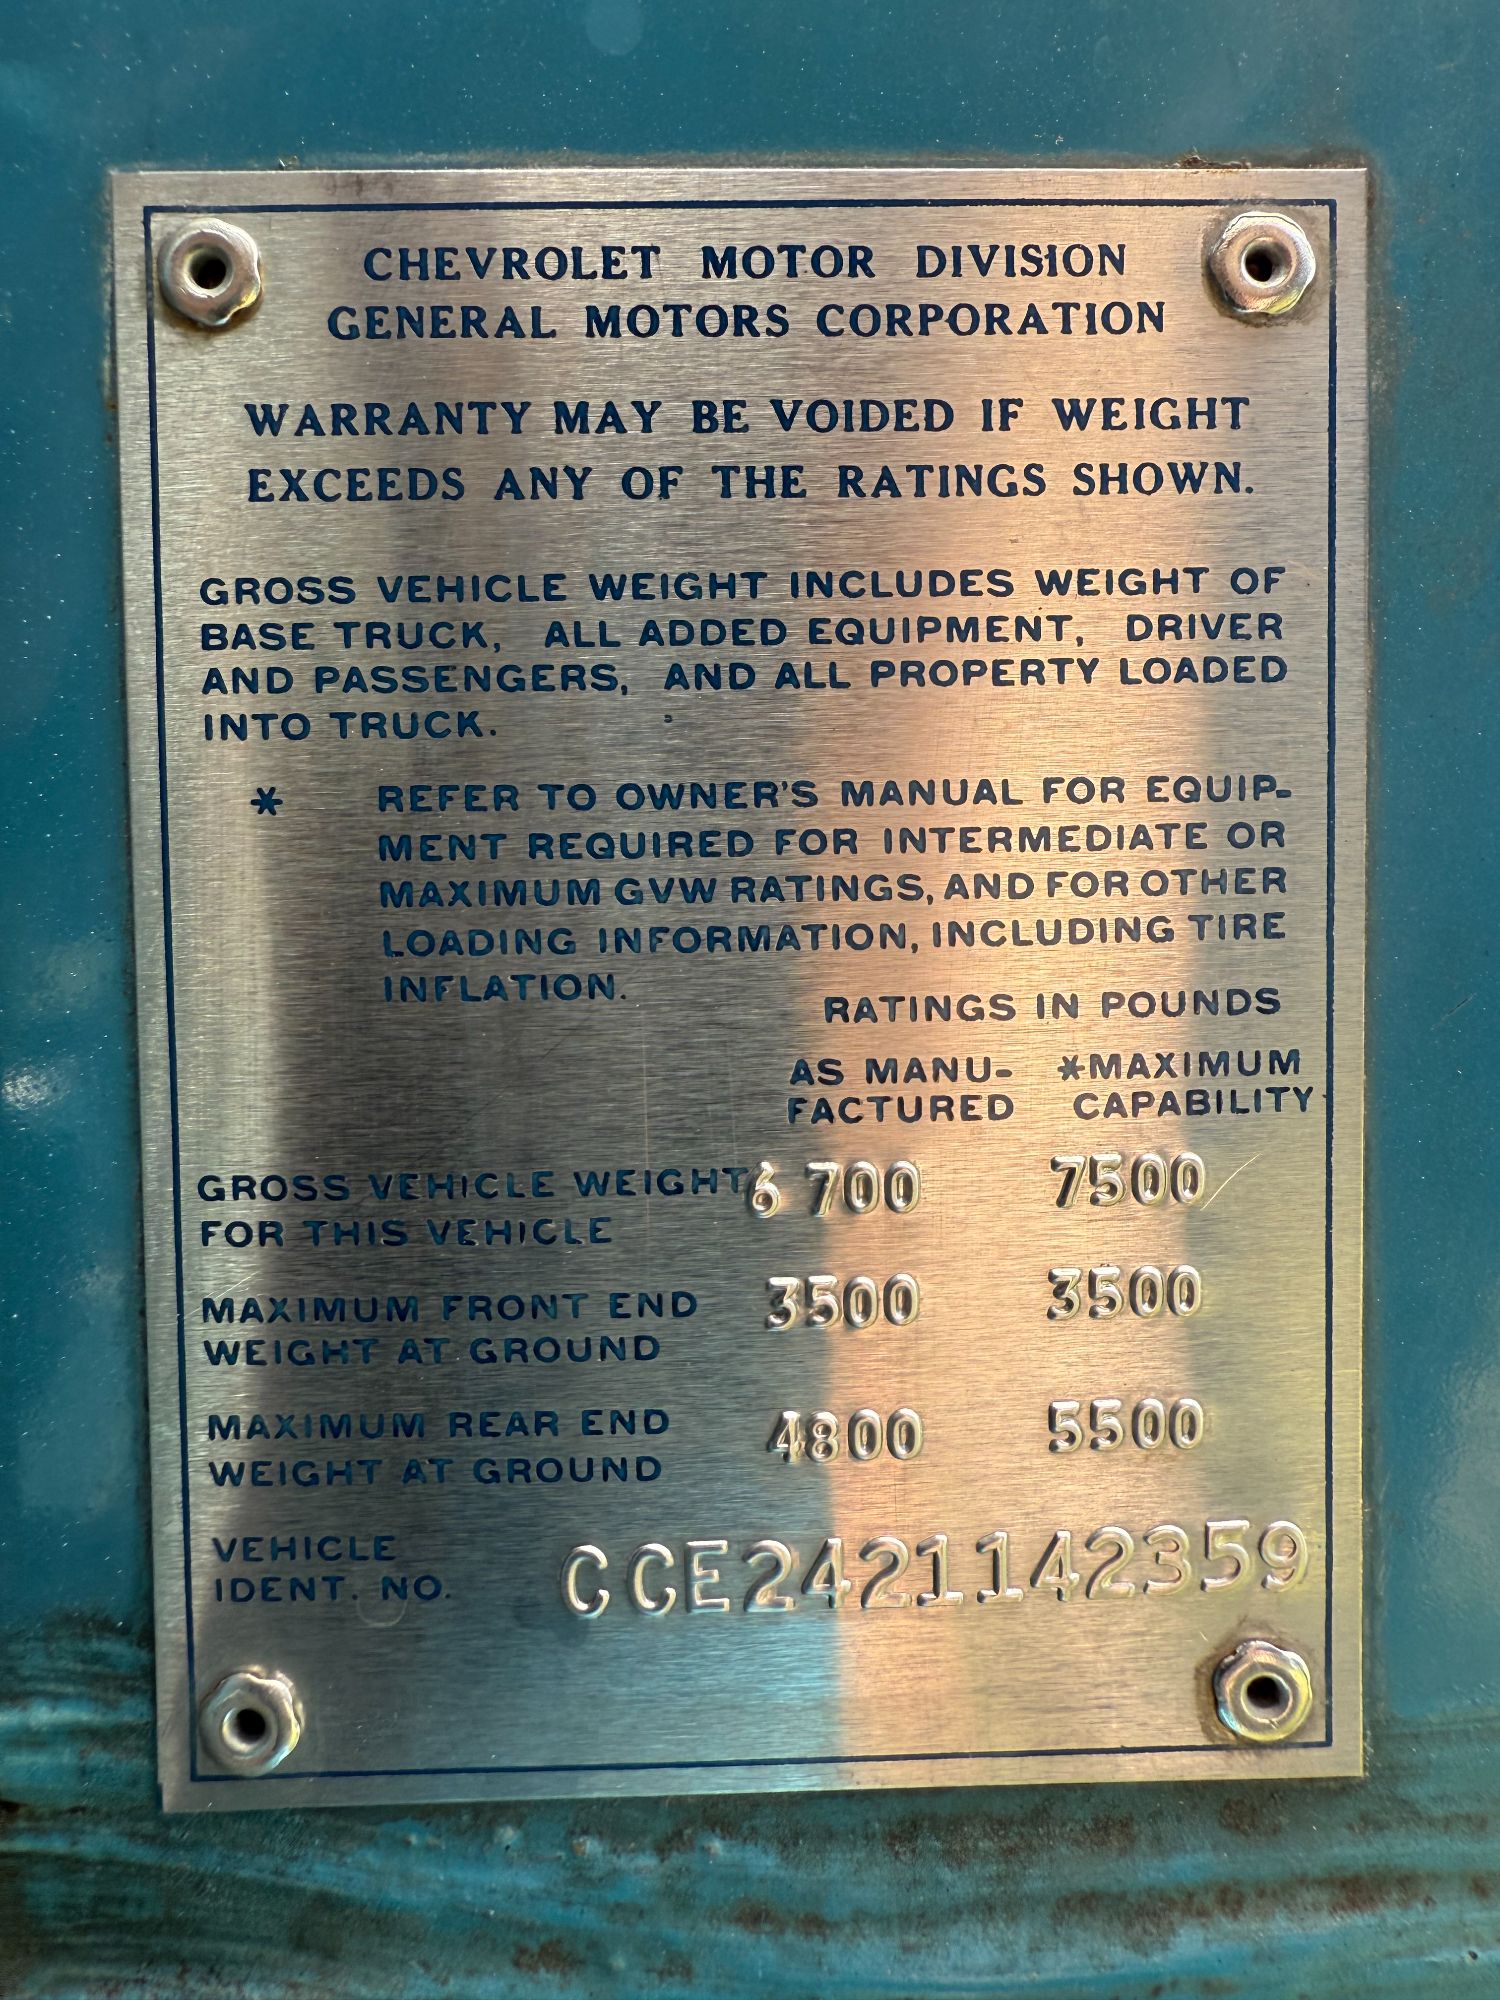 CHEVROLET MOTOR DIVISION
GENERAL MOTORS CORPORATION
WARRANTY MAY BE VOIDED IF WEIGHT
EXCEEDS ANY OF THE RATINGS SHOWN.
GROSS VEHICLE WEIGHT INCLUDES WEIGHT OF
BASE TRUCK, ALL ADDED EQUIPMENT, DRIVER
AND PASSENGERS, AND ALL PROPERTY LOADED
INTO TRUCK.
* REFER TO OWNER'S MANUAL FOR EQUIP-
MENT REQUIRED FOR INTERMEDIATE OR
MAXIMUM GVW RATINGS, AND FOR OTHER
LOADING INFORMATION, INCLUDING TIRE
INFLATION.
RATINGS IN POUNDS
AS MANU- *MAXIMUM
FACTURED CAPABILITY
GROSS VEHICLE WEIGHT 6 700 7500
FOR THIS VEHICLE
MAXIMUM FRONT END 3500 3500
WEIGHT AT GROUND
MAXIMUM REAR END 4800 5500
WEIGHT AT GROUND
VEHICLE
IDENT. NO. CCE2421142359